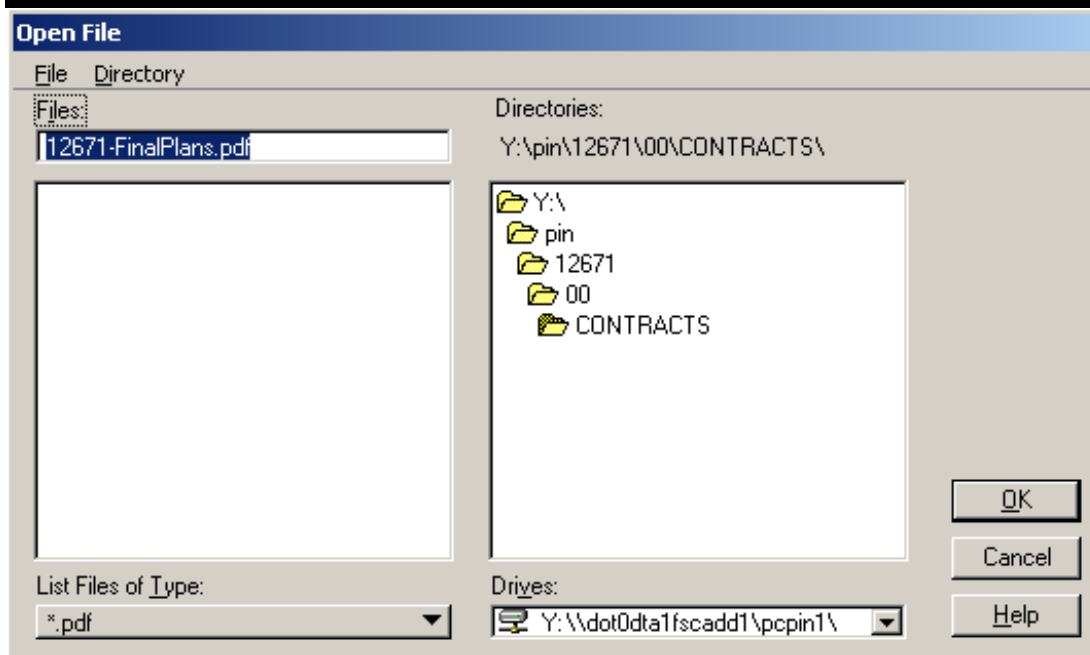 Open File
File Directory
Files:
12671-FinalPlans.pdf
Directories:
Y:\pin\12671\00\CONTRACTS\
Y:\
pin
12671
00
CONTRACTS
List Files of Type:
*.pdf
Drives:
Y:\\dot0dta1fscadd1\pcpin1\
OK
Cancel
Help